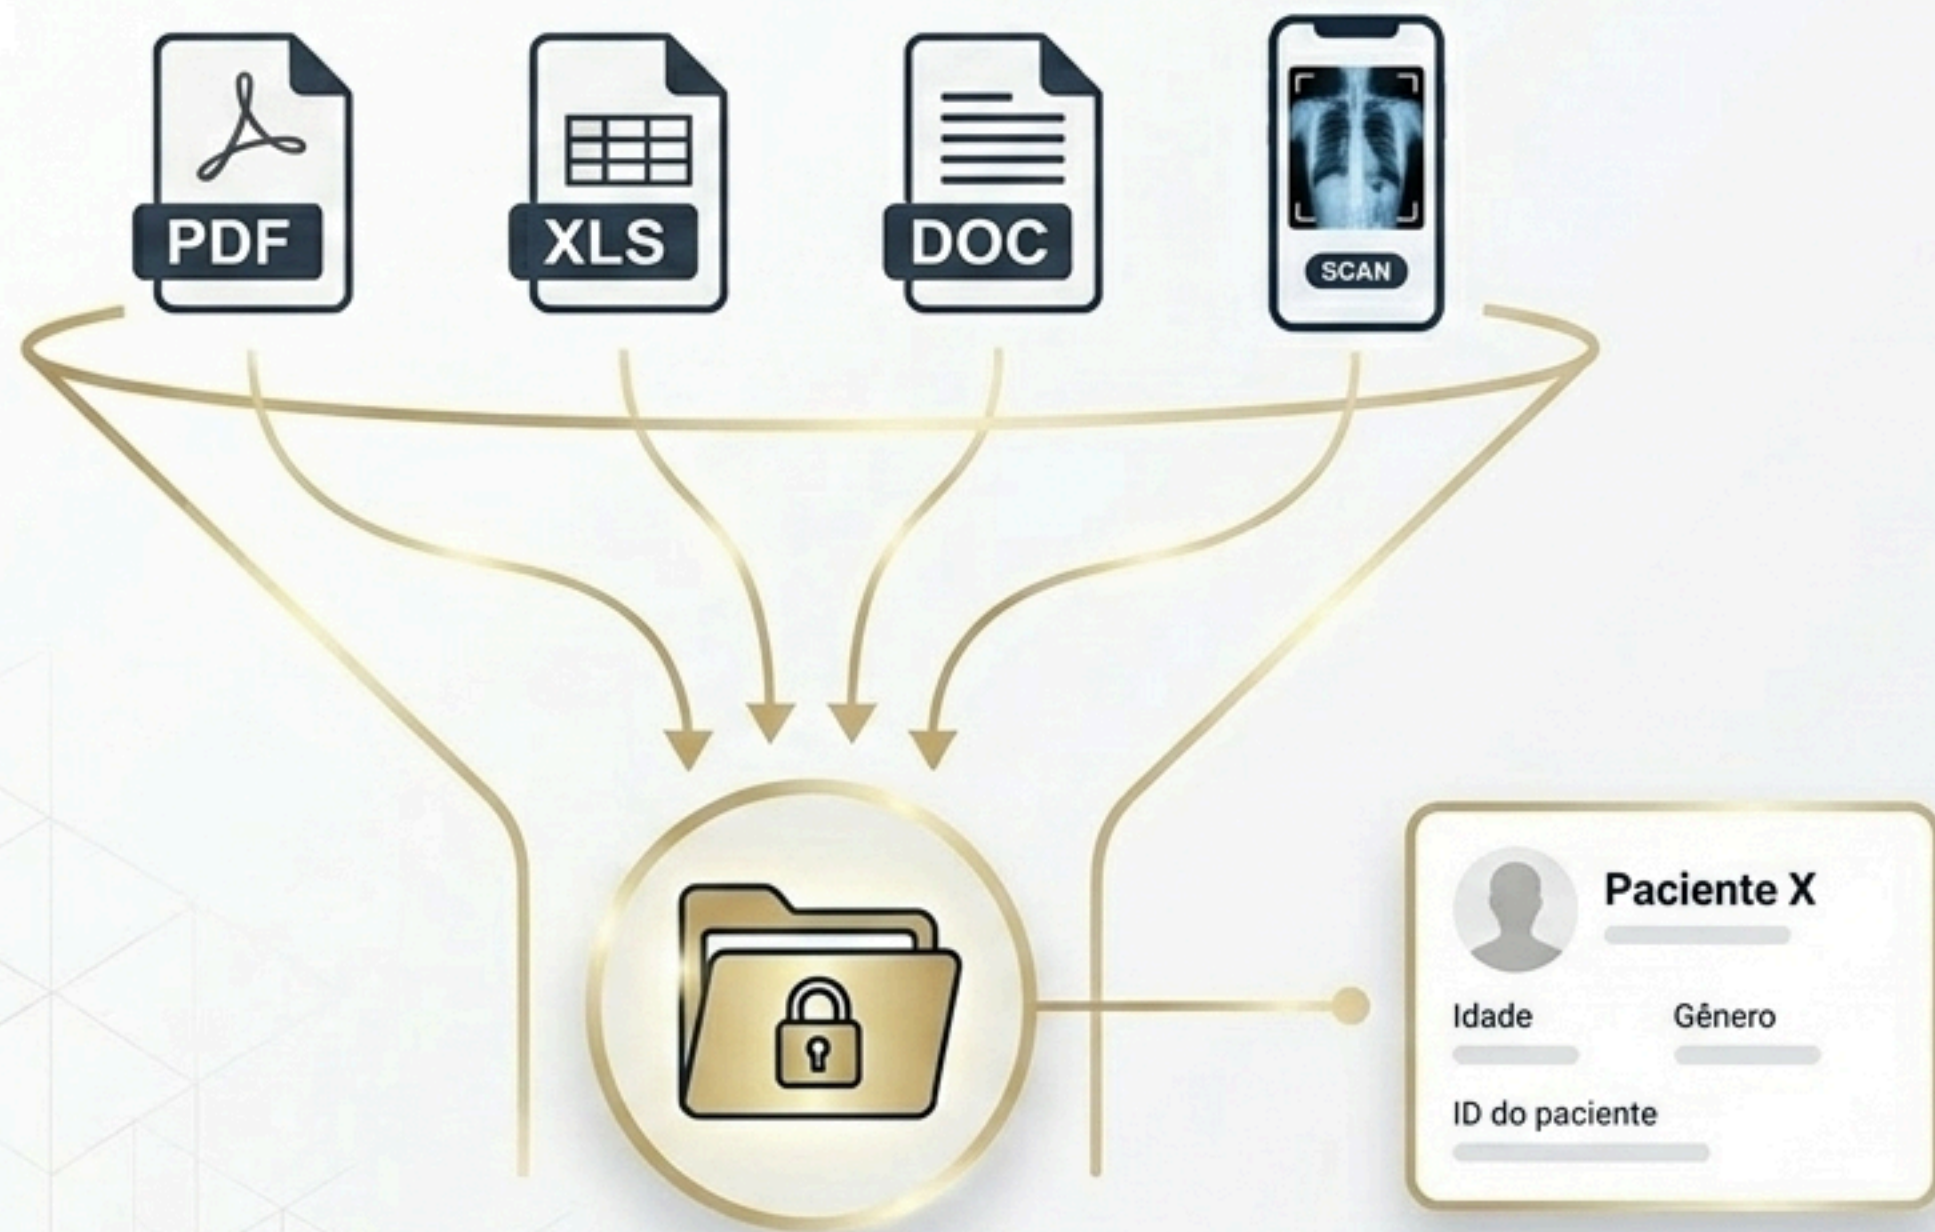 PDF
XLS
DOC
SCAN
Paciente X
Idade
Gênero
ID do paciente